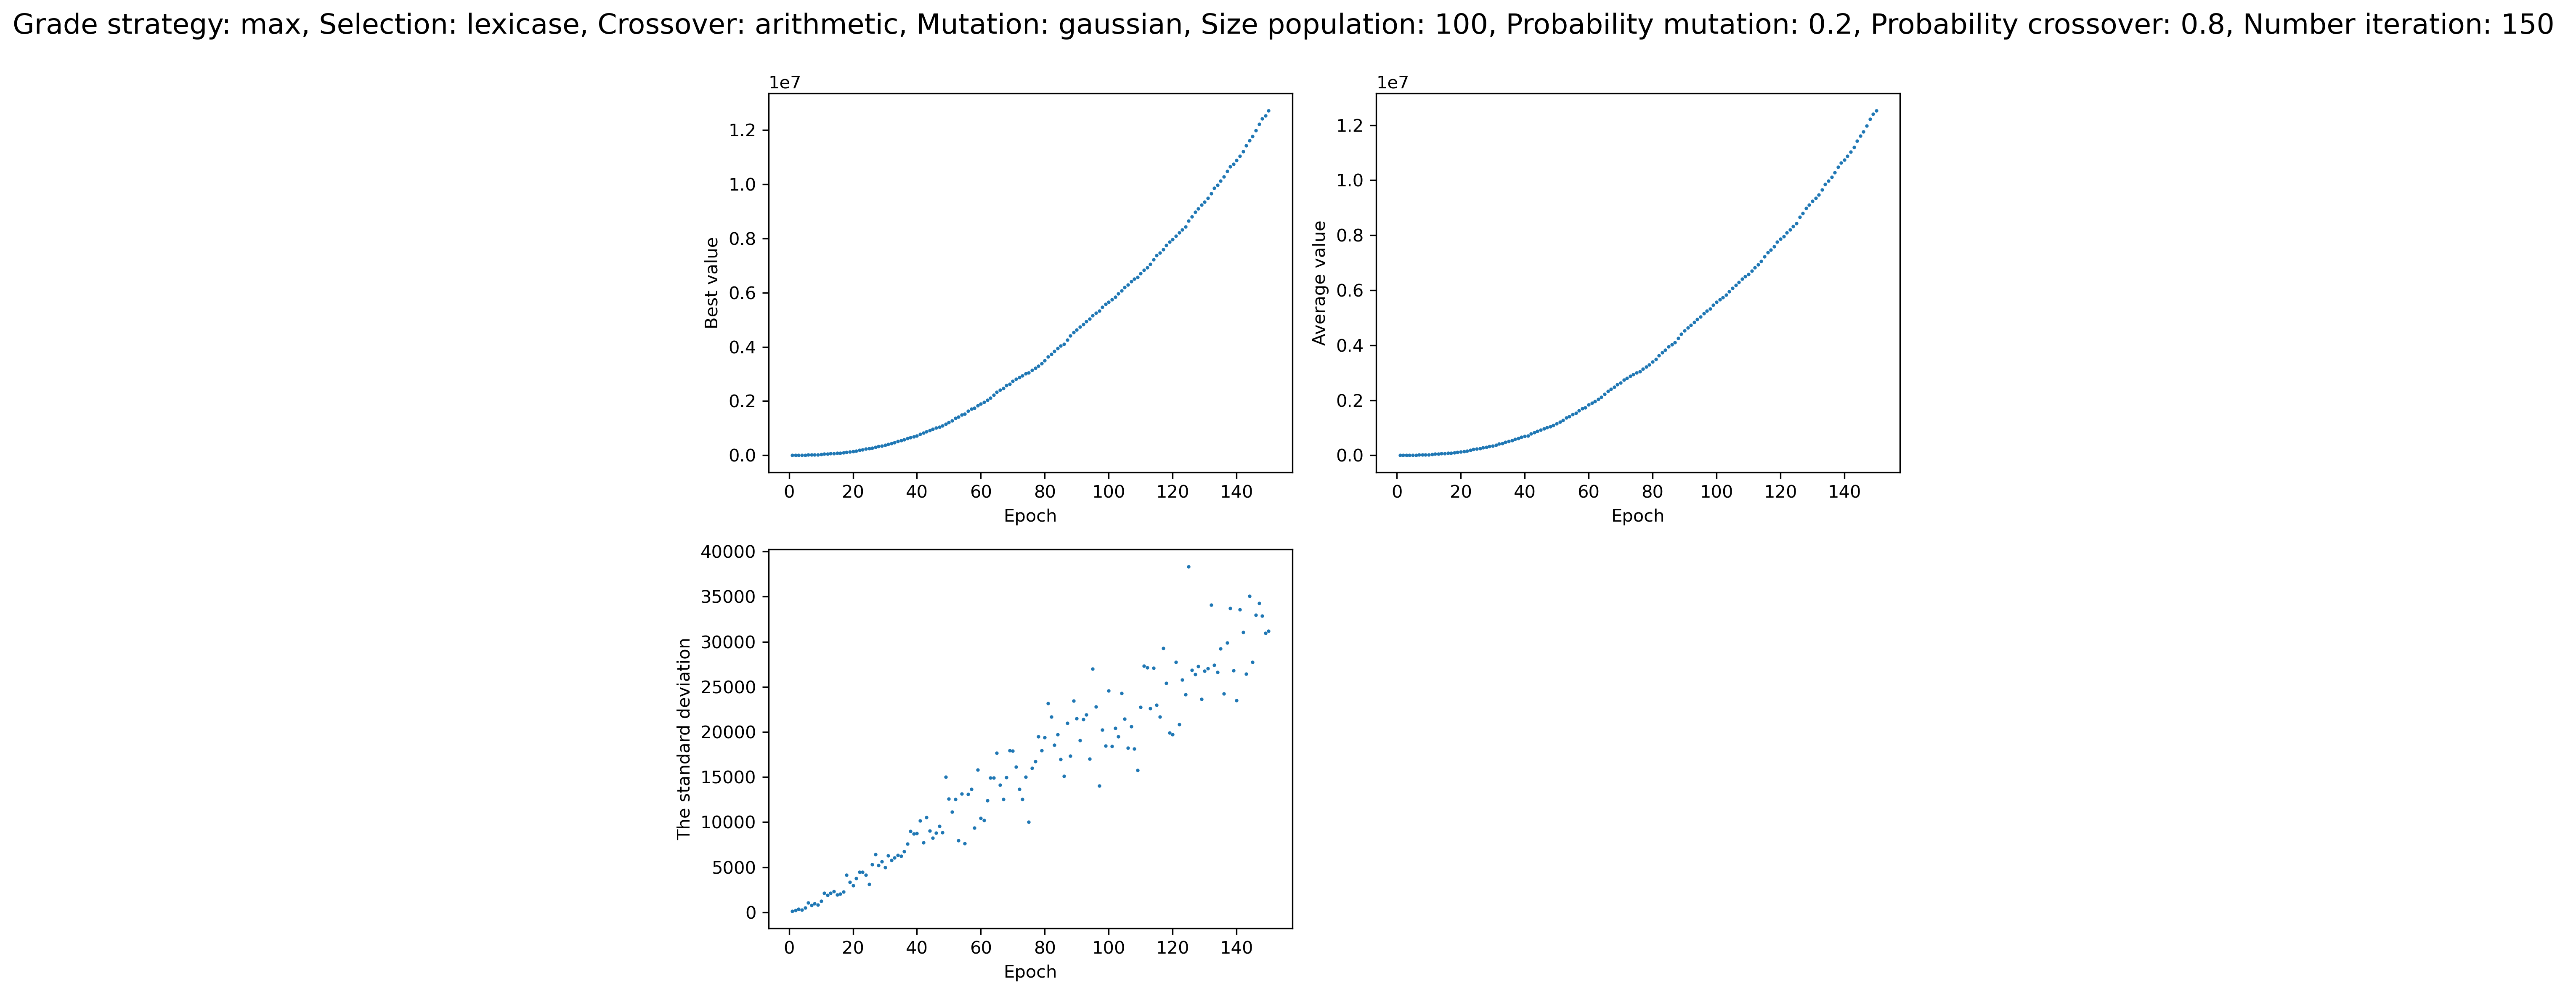 Grade strategy: max, Selection: lexicase, Crossover: arithmetic, Mutation: gaussian, Size population: 100, Probability mutation: 0.2, Probability crossover: 0.8, Number iteration: 150
1e7
1.2
1.0
0.8
0.6
0.4
0.2
0.0
Best value
0 20 40 60 80 100 120 140
Epoch
1e7
1.2
1.0
0.8
0.6
0.4
0.2
0.0
Average value
0 20 40 60 80 100 120 140
Epoch
40000
35000
30000
25000
20000
15000
10000
5000
0
The standard deviation
0 20 40 60 80 100 120 140
Epoch